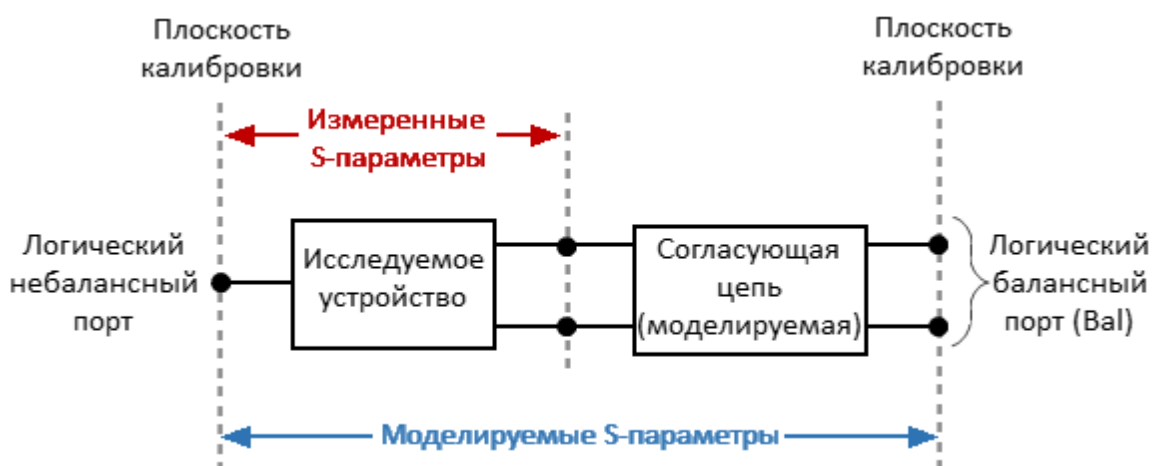 Плоскость
калибровки
Плоскость
калибровки
Измеренные
S-параметры
Логический
небалансный
порт
Исследуемое
устройство
Согласующая
цепь
(моделируемая)
Логический
балансный
порт (Bal)
Моделируемые S-параметры